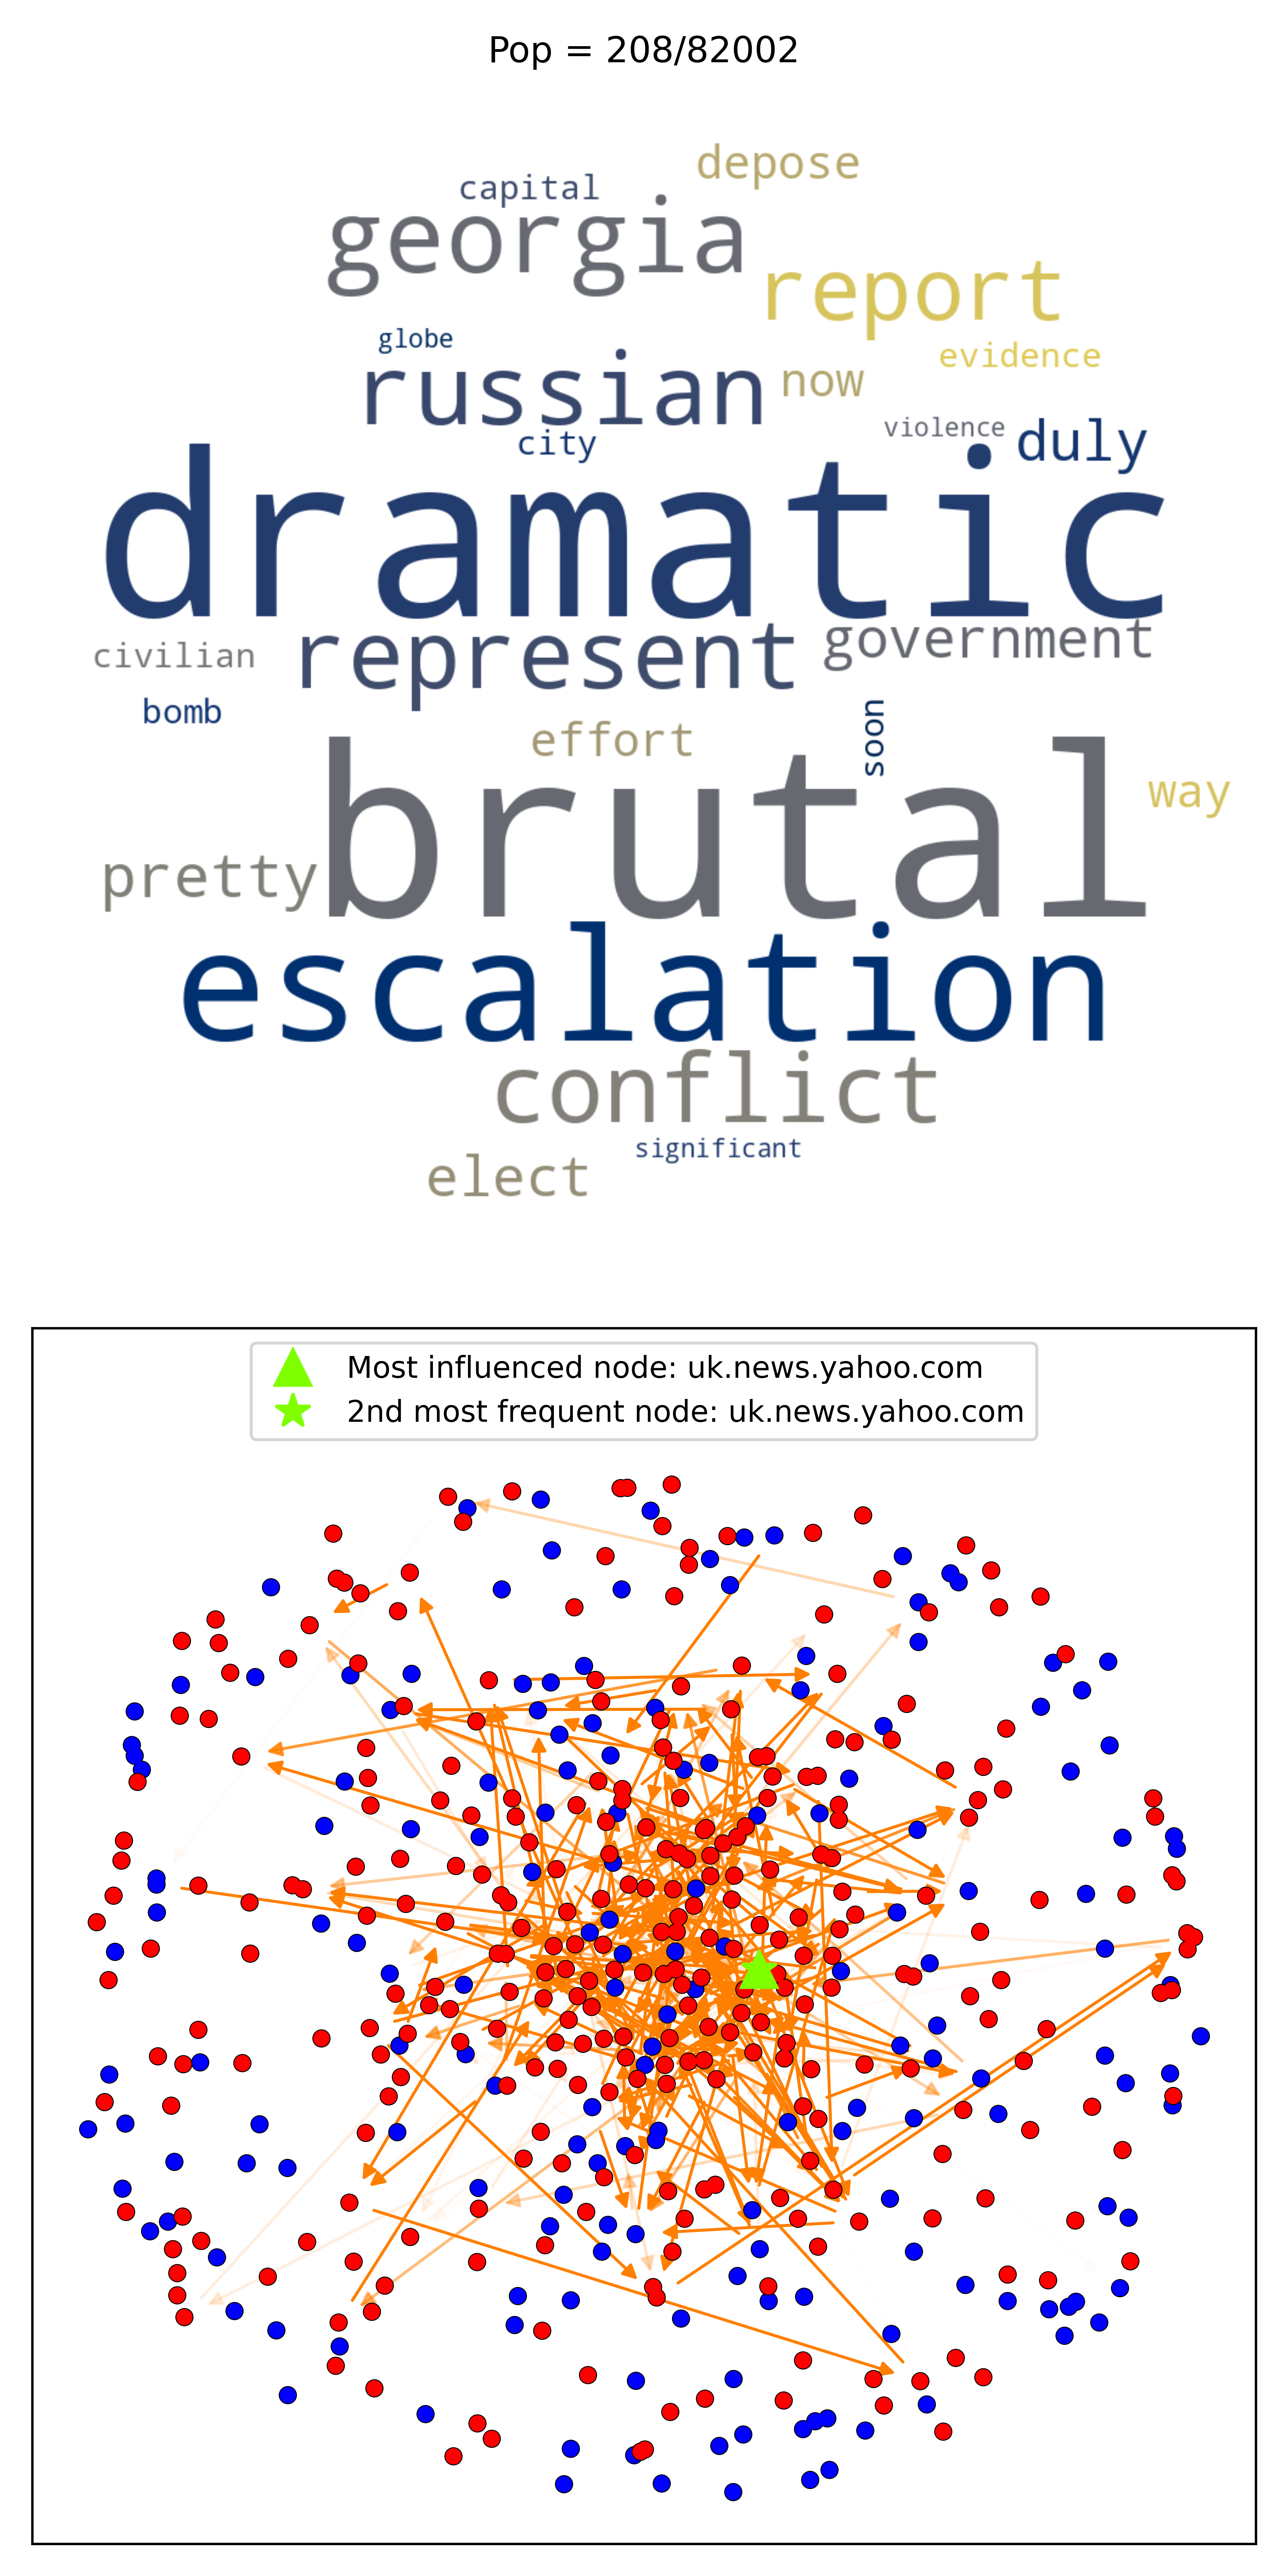 Pop = 208/82002
depose
capital
georgia
report
globe
evidence
russian
now
violence
duly
city
dramatic
represent
government
civilian
bomb
soon
effort
way
brutal
pretty
escalation
conflict
significant
elect
Most influenced node: uk.news.yahoo.com
2nd most frequent node: uk.news.yahoo.com